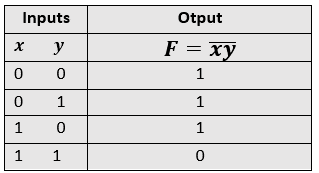 Inputs Otput
x y F = x̅y̅
0 0 1
0 1 1
1 0 1
1 1 0